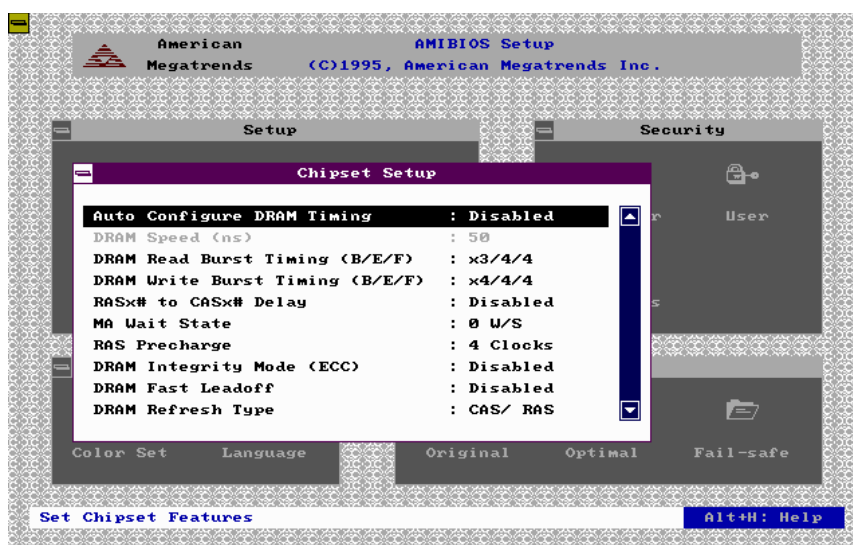 American
Megatrends
AMIBIOS Setup
(C)1995, American Megatrends Inc.
Setup
Security
Chipset Setup
Auto Configure DRAM Timing : Disabled
DRAM Speed (ns) : 50
DRAM Read Burst Timing (B/E/F) : x3/4/4
DRAM Write Burst Timing (B/E/F) : x4/4/4
RASx# to CASx# Delay : Disabled
MA Wait State : 0 W/S
RAS Precharge : 4 Clocks
DRAM Integrity Mode (ECC) : Disabled
DRAM Fast Leadoff : Disabled
DRAM Refresh Type : CAS/ RAS
User
Color Set Language
Original Optimal Fail-safe
Set Chipset Features
Alt+H: Help